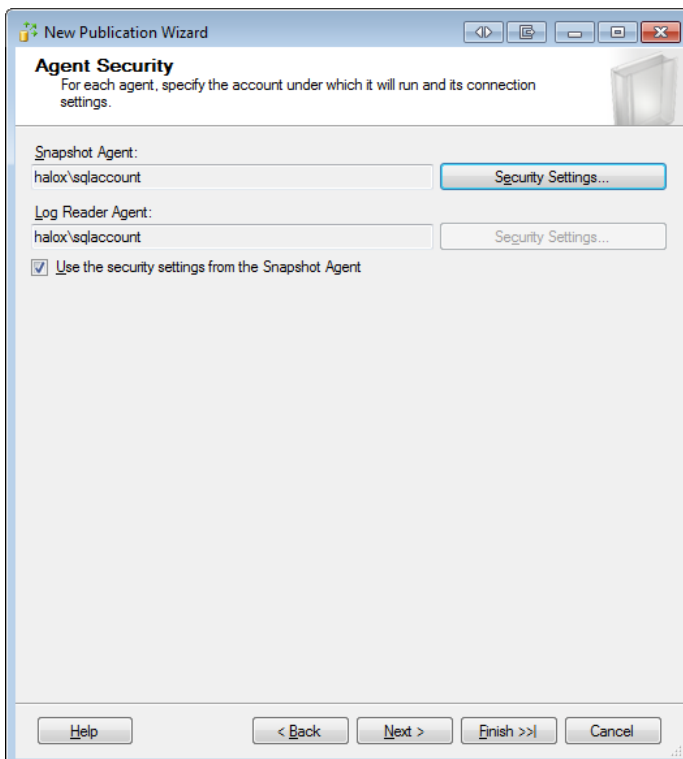 New Publication Wizard
Agent Security
For each agent, specify the account under which it will run and its connection
settings.
Snapshot Agent:
halox\sqlaccount
Security Settings...
Log Reader Agent:
halox\sqlaccount
Security Settings...
Use the security settings from the Snapshot Agent
Help
< Back
Next >
Finish >>|
Cancel